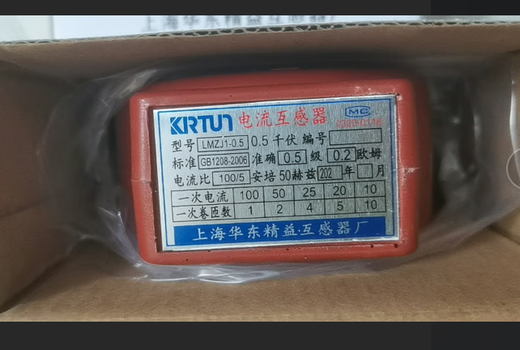 上海华东精益互感器厂
KRTUN 电流互感器 MC
型号 LMZJ1-0.5 0.5千伏 编号
标准 GB1208-2006 准确 0.5 级 0.2 欧姆
电流比 100/5 安培 50赫兹 202 年 月
一次电流 100 50 25 20 10
一次卷匝数 1 2 4 5 10
上海华东精益·互感器厂